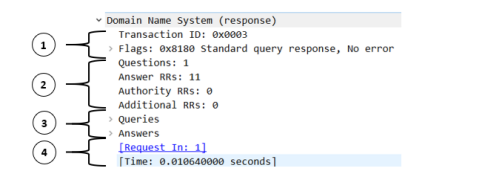 Domain Name System (response)
Transaction ID: 0x0003
1
Flags: 0x8180 Standard query response, No error
Questions: 1
2
Answer RRs: 11
Authority RRs: 0
Additional RRs: 0
3
Queries
Answers
4
[Request In: 1]
[Time: 0.010640000 seconds]